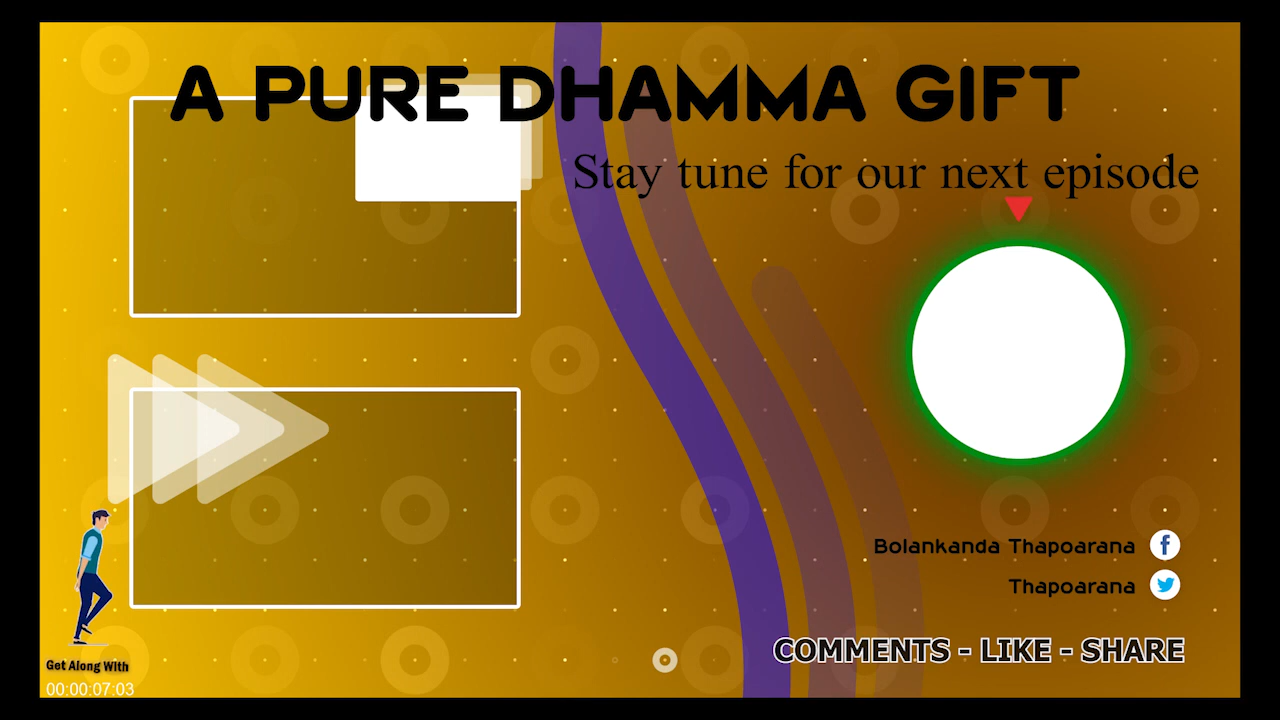 A PURE DHAMMA GIFT
Stay tune for our next episode
Bolankanda Thapoarana
Thapoarana
COMMENTS - LIKE - SHARE
Get Along With
00:00:07:03